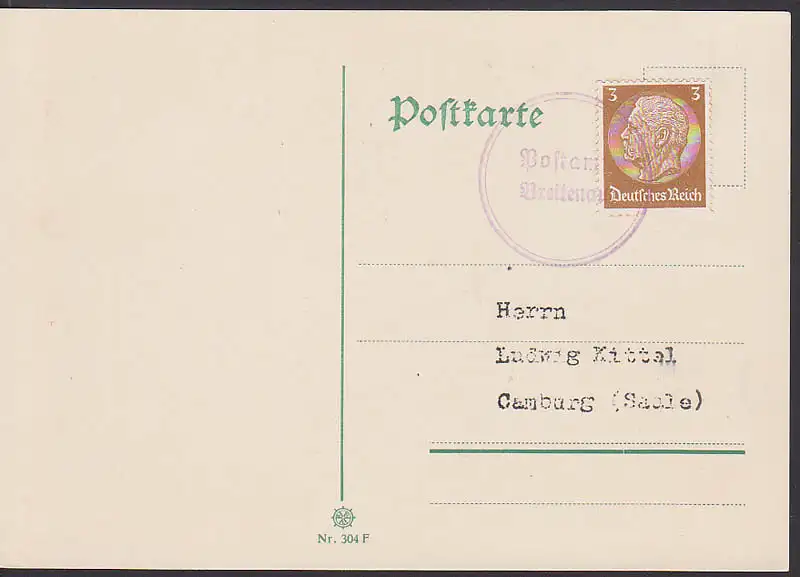 Postkarte
3 3
Deutsches Reich
Herrn
Ludwig Kittel
Camburg (Saale)
Nr. 304 F